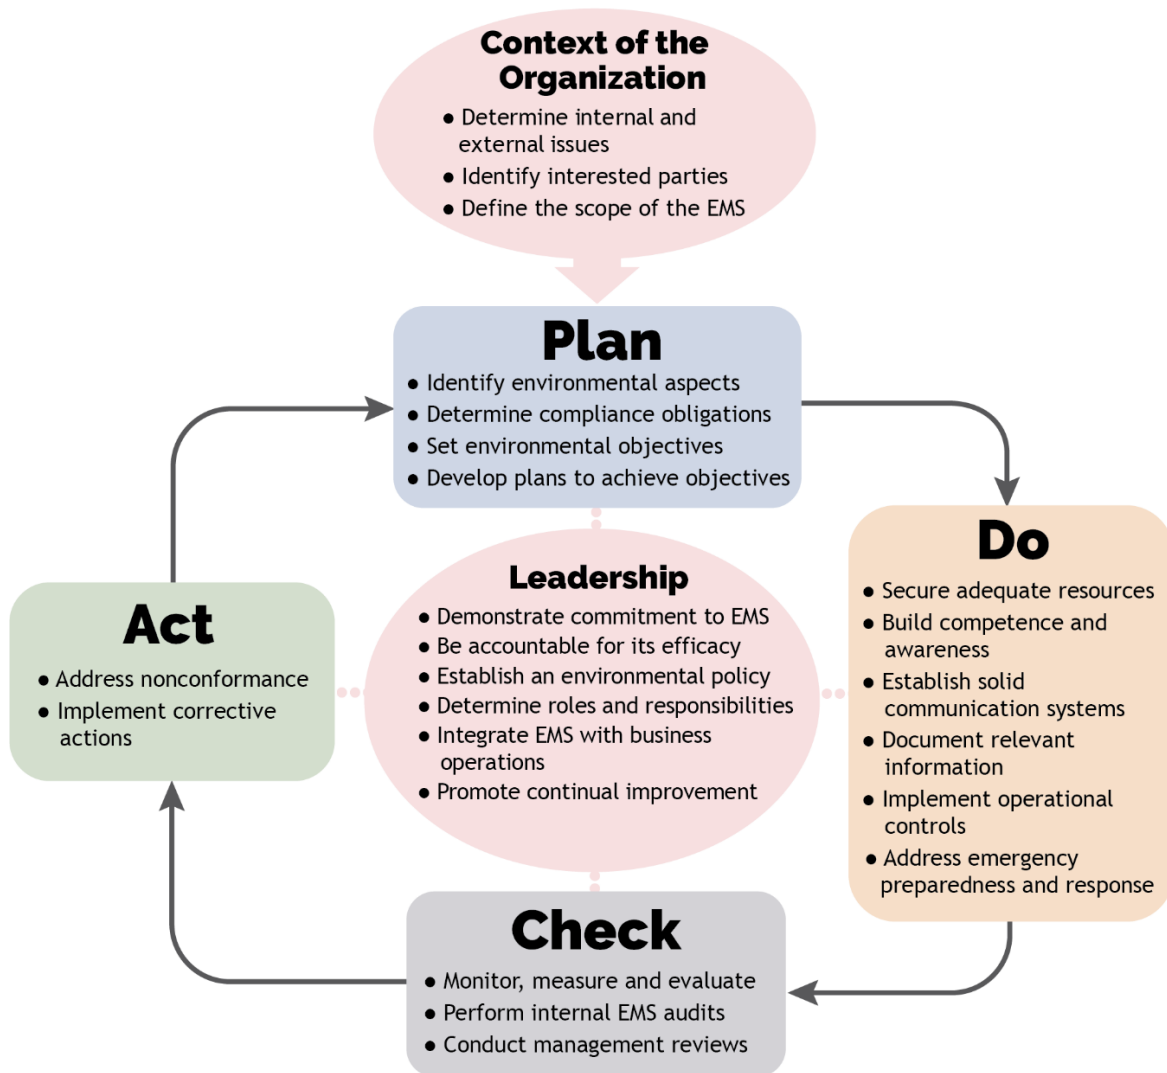 Context of the
Organization
● Determine internal and
external issues
● Identify interested parties
● Define the scope of the EMS
Plan
● Identify environmental aspects
● Determine compliance obligations
● Set environmental objectives
● Develop plans to achieve objectives
Do
● Secure adequate resources
● Build competence and
awareness
● Establish solid
communication systems
● Document relevant
information
● Implement operational
controls
● Address emergency
preparedness and response
Leadership
● Demonstrate commitment to EMS
● Be accountable for its efficacy
● Establish an environmental policy
● Determine roles and responsibilities
● Integrate EMS with business
operations
● Promote continual improvement
Act
● Address nonconformance
● Implement corrective
actions
Check
● Monitor, measure and evaluate
● Perform internal EMS audits
● Conduct management reviews